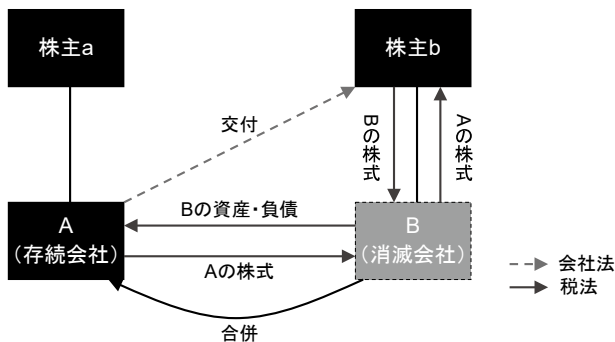 株主a
株主b
交付
Bの株式
Aの株式
A
(存続会社)
Bの資産・負債
B
(消滅会社)
Aの株式
合併
会社法
税法